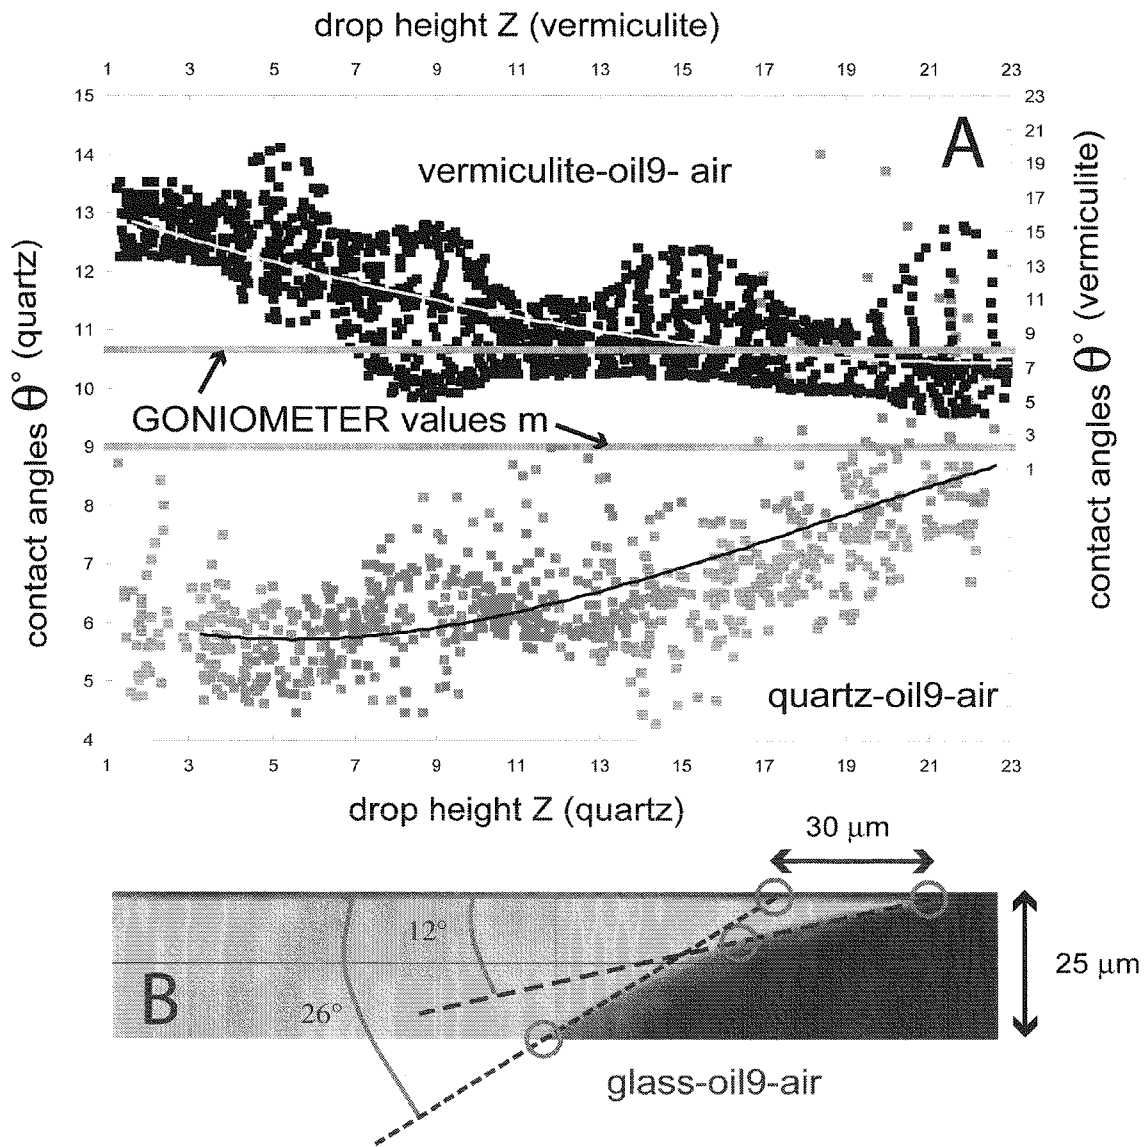 drop height Z (vermiculite)
1 3 5 7 9 11 13 15 17 19 21 23
15 14 13 12 11 10 9 8 7 6 5 4
contact angles θ° (quartz)
A
vermiculite-oil9- air
23 21 19 17 15 13 11 9 7 5 3 1
contact angles θ° (vermiculite)
GONIOMETER values m
quartz-oil9-air
1 3 5 7 9 11 13 15 17 19 21 23
drop height Z (quartz)
30 µm
12°
B
26°
25 µm
glass-oil9-air